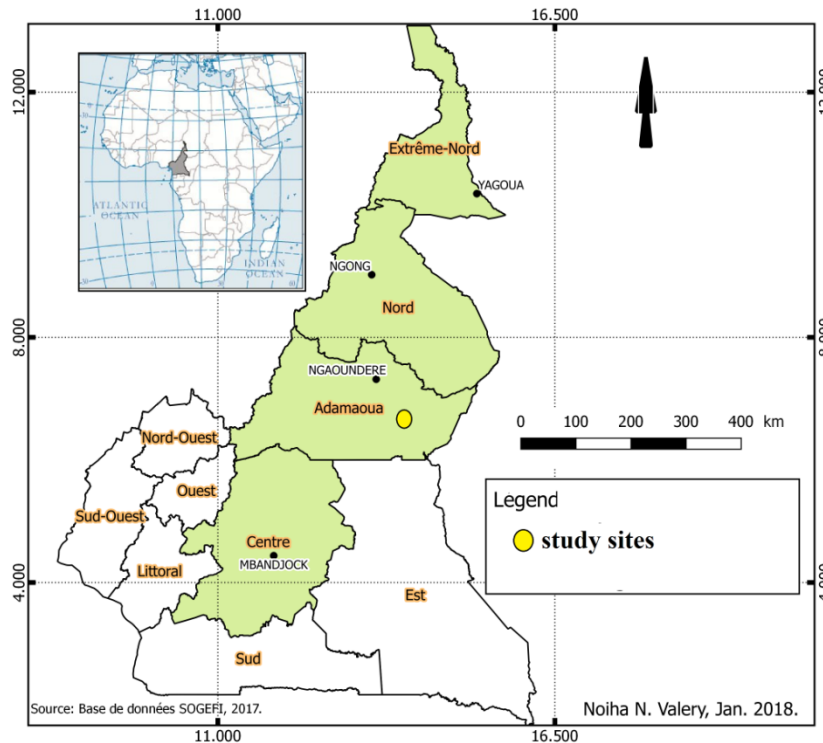 11.000
16.500
12.000
12.000
ATLANTIC
OCEAN
INDIAN
OCEAN
Extrême-Nord
YAGOUA
NGONG
Nord
8.000
8.000
NGAOUNDERE
Adamaoua
Nord-Ouest
Ouest
Sud-Ouest
Littoral
Centre
MBANDJOCK
Est
Sud
0 100 200 300 400 km
Legend
study sites
4.000
4.000
Source: Base de données SOGEFI, 2017.
Noiha N. Valery, Jan. 2018.
11.000
16.500